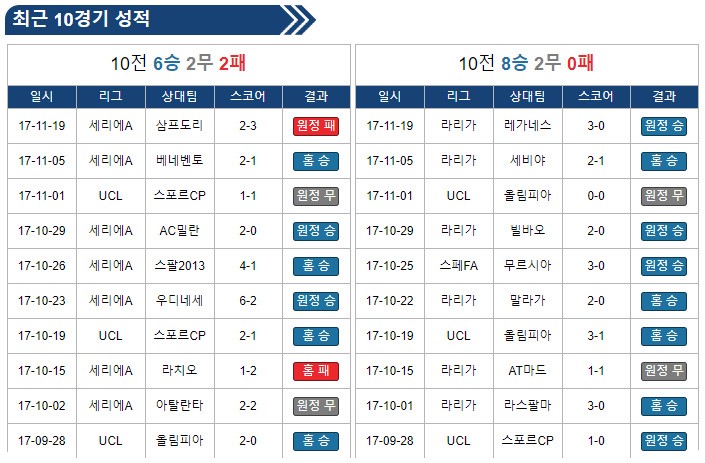 최근 10경기 성적
10전 6승 2무 2패
일시 리그 상대팀 스코어 결과
17-11-19 세리에A 삼프도리 2-3 원정 패
17-11-05 세리에A 베네벤토 2-1 홈 승
17-11-01 UCL 스포르CP 1-1 원정 무
17-10-29 세리에A AC밀란 2-0 원정 승
17-10-26 세리에A 스팔2013 4-1 홈 승
17-10-23 세리에A 우디네세 6-2 원정 승
17-10-19 UCL 스포르CP 2-1 홈 승
17-10-15 세리에A 라치오 1-2 홈 패
17-10-02 세리에A 아탈란타 2-2 원정 무
17-09-28 UCL 올림피아 2-0 홈 승
10전 8승 2무 0패
일시 리그 상대팀 스코어 결과
17-11-19 라리가 레가네스 3-0 원정 승
17-11-05 라리가 세비야 2-1 홈 승
17-11-01 UCL 올림피아 0-0 원정 무
17-10-29 라리가 빌바오 2-0 원정 승
17-10-25 스페FA 무르시아 3-0 원정 승
17-10-22 라리가 말라가 2-0 홈 승
17-10-19 UCL 올림피아 3-1 홈 승
17-10-15 라리가 AT마드 1-1 원정 무
17-10-01 라리가 라스팔마 3-0 홈 승
17-09-28 UCL 스포르CP 1-0 원정 승